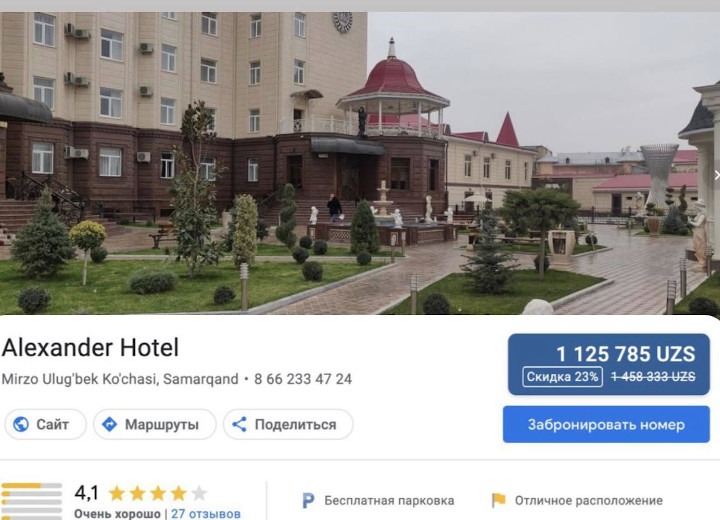 Alexander Hotel
Mirzo Ulug'bek Ko'chasi, Samarqand • 8 66 233 47 24
1 125 785 UZS
Скидка 23% 1 458 333 UZS
Сайт
Маршруты
Поделиться
Забронировать номер
4,1
Очень хорошо | 27 отзывов
Бесплатная парковка
Отличное расположение